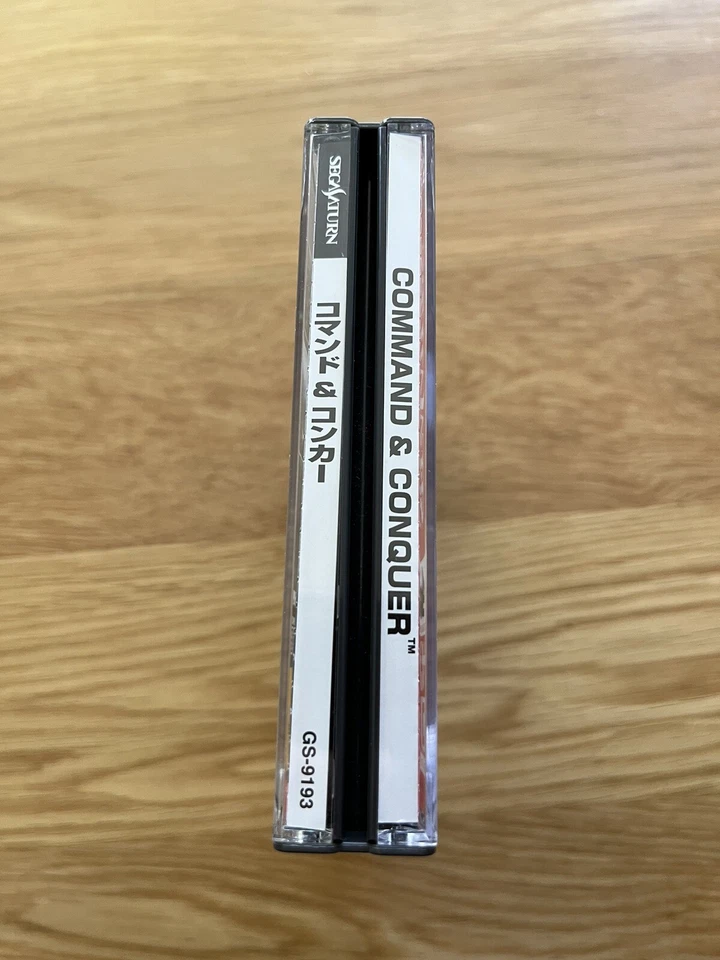 SEGA SATURN
コマンド & コンカー
GS-9193
COMMAND & CONQUER™